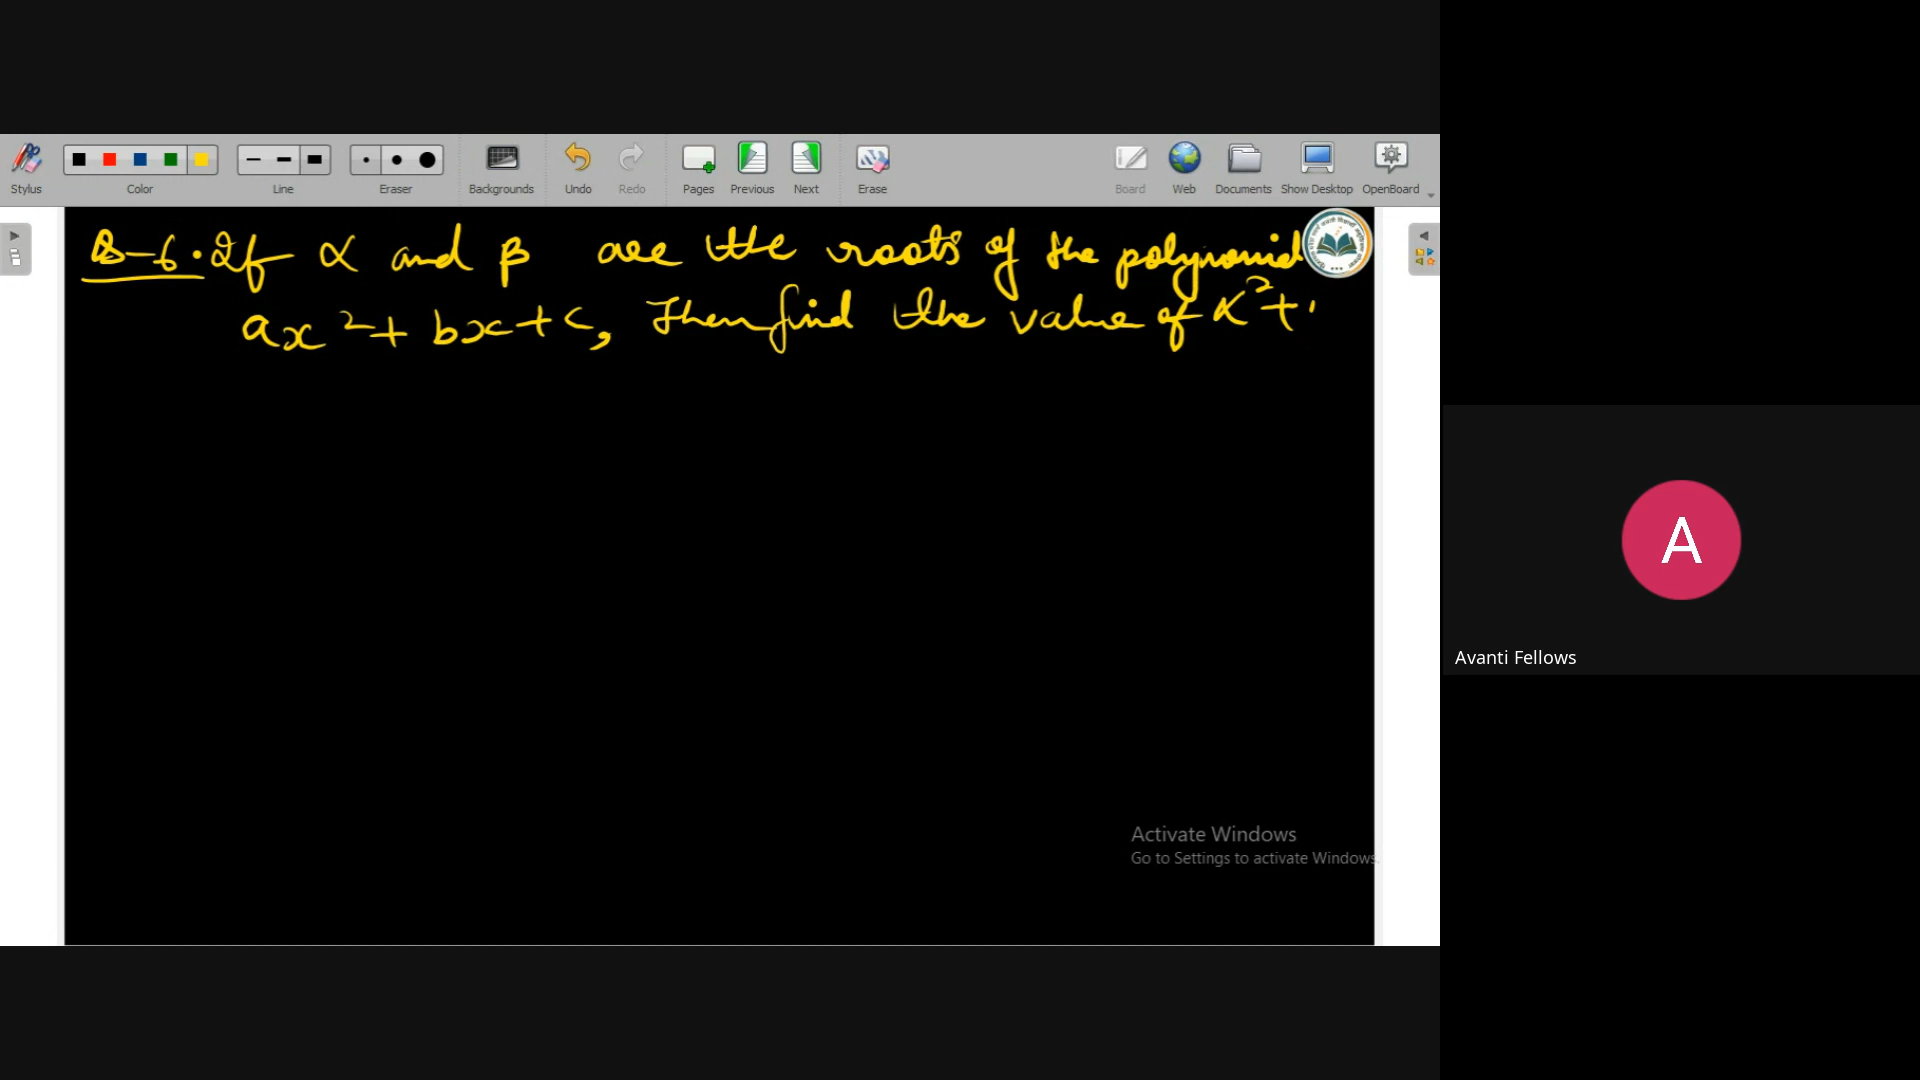 Stylus Color Line Eraser Backgrounds Undo Redo Pages Previous Next Erase Board Web Documents Show Desktop OpenBoard
Q-6. If α and β are the roots of the polynomial
ax²+bx+c, Then find the value of α²+
Activate Windows
Go to Settings to activate Windows.
A
Avanti Fellows